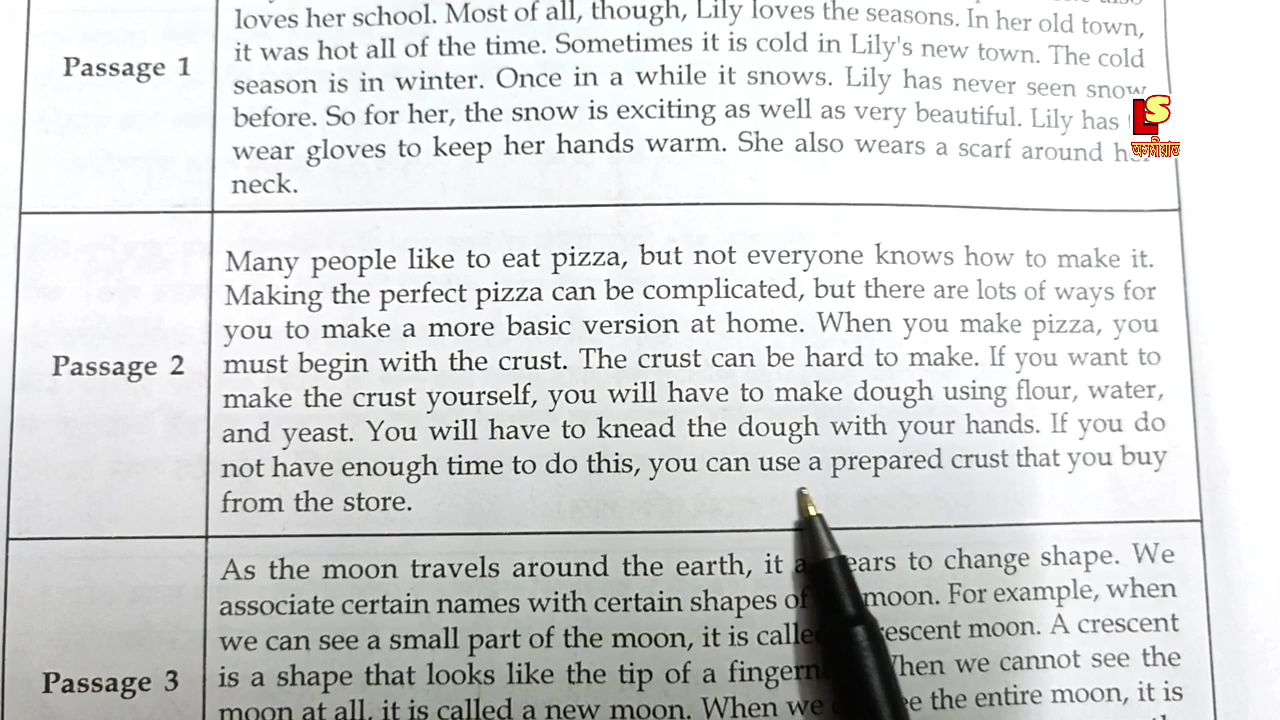 loves her school. Most of all, though, Lily loves the seasons. In her old town,
it was hot all of the time. Sometimes it is cold in Lily's new town. The cold
Passage 1
season is in winter. Once in a while it snows. Lily has never seen snow
before. So for her, the snow is exciting as well as very beautiful. Lily has
wear gloves to keep her hands warm. She also wears a scarf around her
neck.
LS
অসমীয়াত
Many people like to eat pizza, but not everyone knows how to make it.
Making the perfect pizza can be complicated, but there are lots of ways for
you to make a more basic version at home. When you make pizza, you
Passage 2
must begin with the crust. The crust can be hard to make. If you want to
make the crust yourself, you will have to make dough using flour, water,
and yeast. You will have to knead the dough with your hands. If you do
not have enough time to do this, you can use a prepared crust that you buy
from the store.
As the moon travels around the earth, it to change shape. We
associate certain names with certain shapes of moon. For example, when
we can see a small part of the moon, it is crescent moon. A crescent
Passage 3
is a shape that looks like the tip of a When we cannot see the
moon at all, it is called a new moon. When we the entire moon, it is